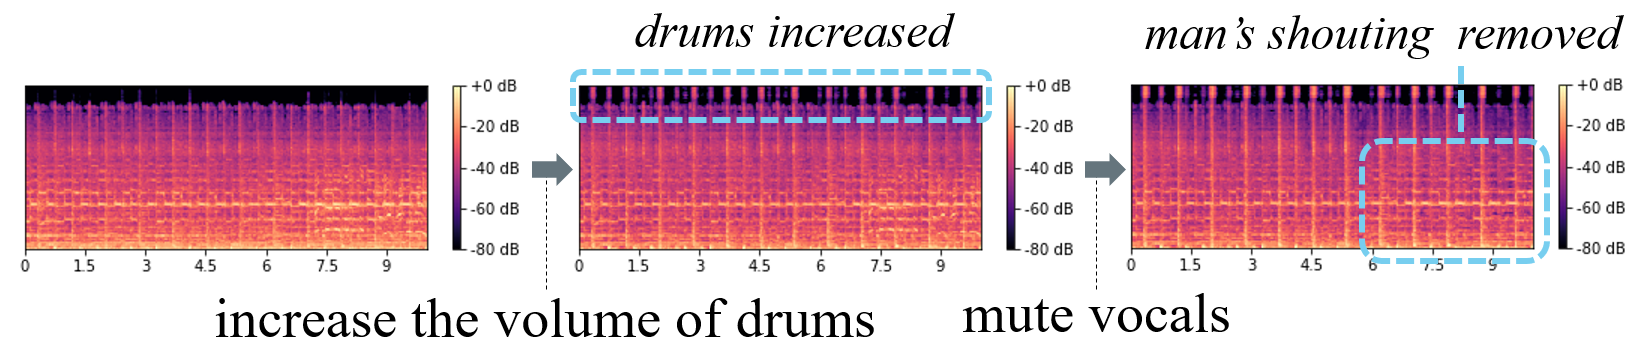 drums increased
man's shouting removed
+0 dB
-20 dB
-40 dB
-60 dB
-80 dB
0 1.5 3 4.5 6 7.5 9
+0 dB
-20 dB
-40 dB
-60 dB
-80 dB
0 1.5 3 4.5 6 7.5 9
+0 dB
-20 dB
-40 dB
-60 dB
-80 dB
0 1.5 3 4.5 6 7.5 9
increase the volume of drums
mute vocals